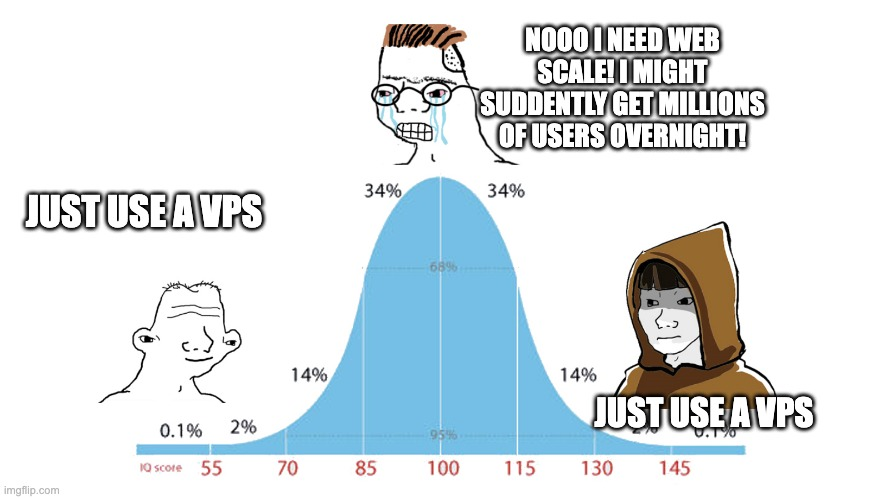 NOOO I NEED WEB
SCALE! I MIGHT
SUDDENLY GET MILLIONS
OF USERS OVERNIGHT!
JUST USE A VPS
34%
34%
68%
14%
14%
JUST USE A VPS
0.1%
2%
95%
2%
0.1%
IQ score
55
70
85
100
115
130
145
imgflip.com